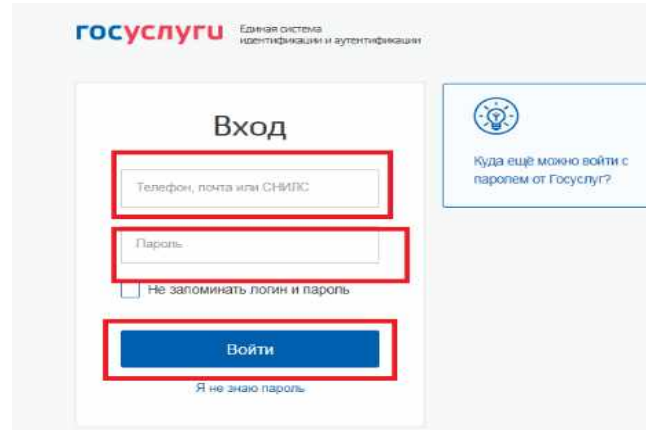 госуслуги
Единая система
идентификации и аутентификации
Вход
Телефон, почта или СНИЛС
Пароль
Не запоминать логин и пароль
Войти
Я не знаю пароль
Куда ещё можно войти с
паролем от Госуслуг?